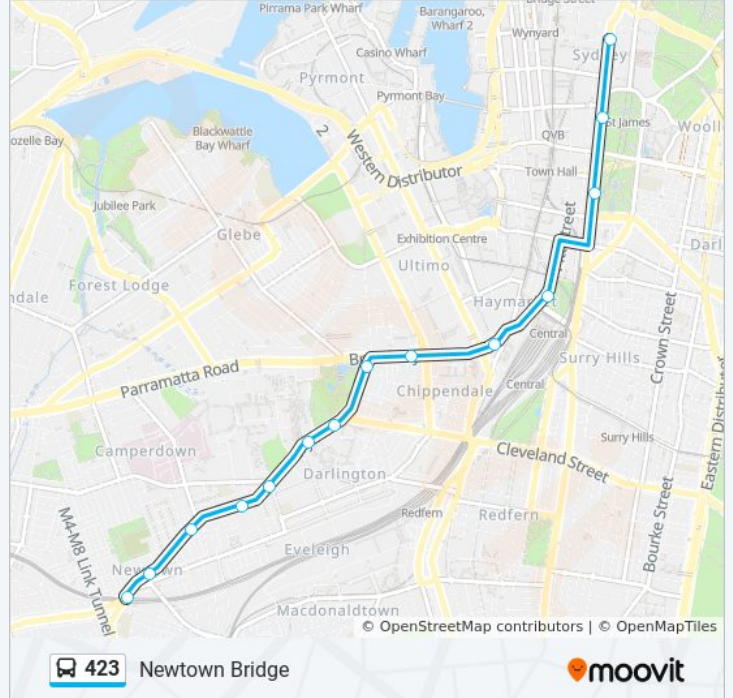 Pirrama Park Wharf
Barangaroo,
Wharf 2
Bridge Street
Wynyard
Sydney
Casino Wharf
Pyrmont
Pyrmont Bay
Blackwattle
Bay Wharf
2
Western Distributor
St James
QVB
Town Hall
ozelle Bay
Woollo
Jubilee Park
Glebe
Exhibition Centre
Ultimo
Street
Darl
Forest Lodge
ndale
Haymarket
Central
Crown Street
Surry Hills
Parramatta Road
Chippendale
Central
Camperdown
Surry Hills
Cleveland Street
Eastern Distributor
Darlington
Redfern
Redfern
Bourke Street
M4-M8 Link Tunnel
Eveleigh
Newtown
Macdonaldtown
© OpenStreetMap contributors | © OpenMapTiles
423 Newtown Bridge
moovit